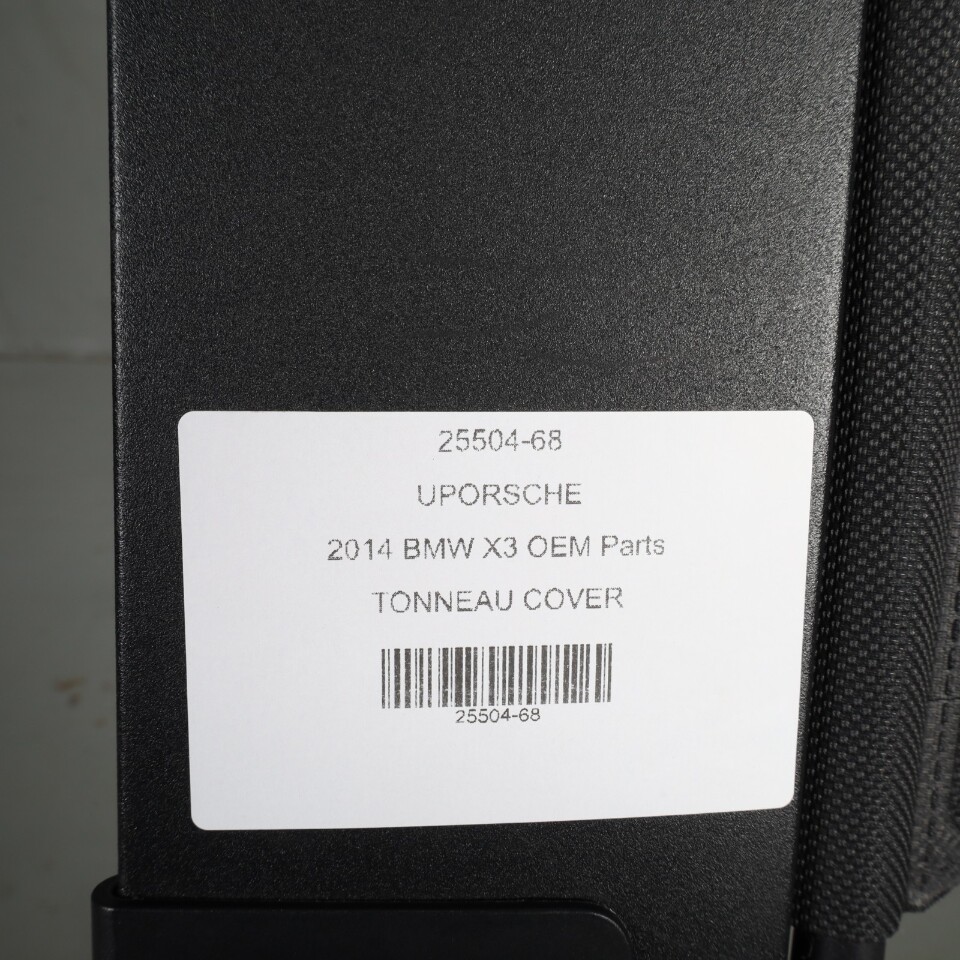 25504-68
UPORSCHE
2014 BMW X3 OEM Parts
TONNEAU COVER
25504-68